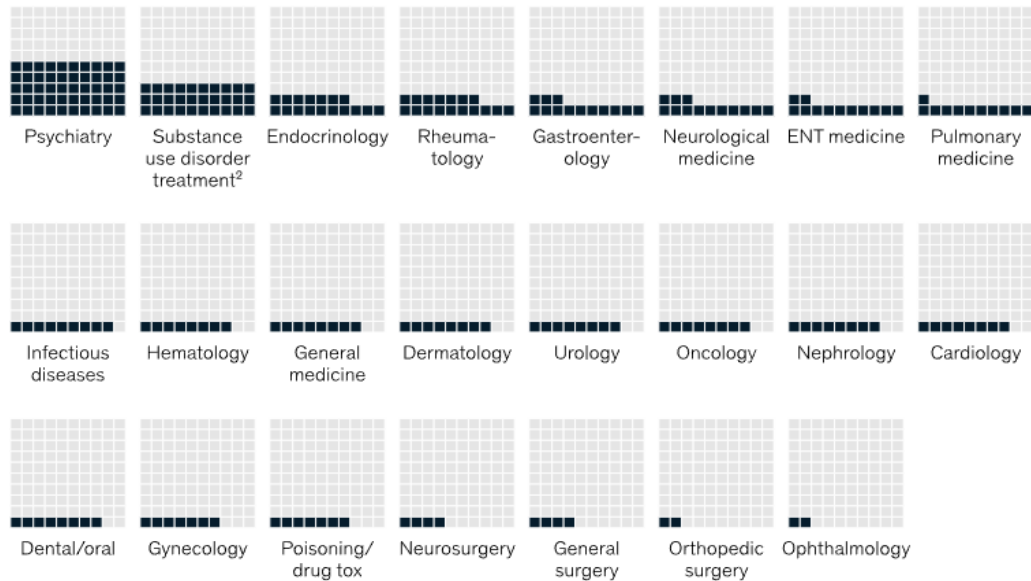 Psychiatry
Substance
use disorder
treatment²
Endocrinology
Rheuma-
tology
Gastroenter-
ology
Neurological
medicine
ENT medicine
Pulmonary
medicine
Infectious
diseases
Hematology
General
medicine
Dermatology
Urology
Oncology
Nephrology
Cardiology
Dental/oral
Gynecology
Poisoning/
drug tox
Neurosurgery
General
surgery
Orthopedic
surgery
Ophthalmology